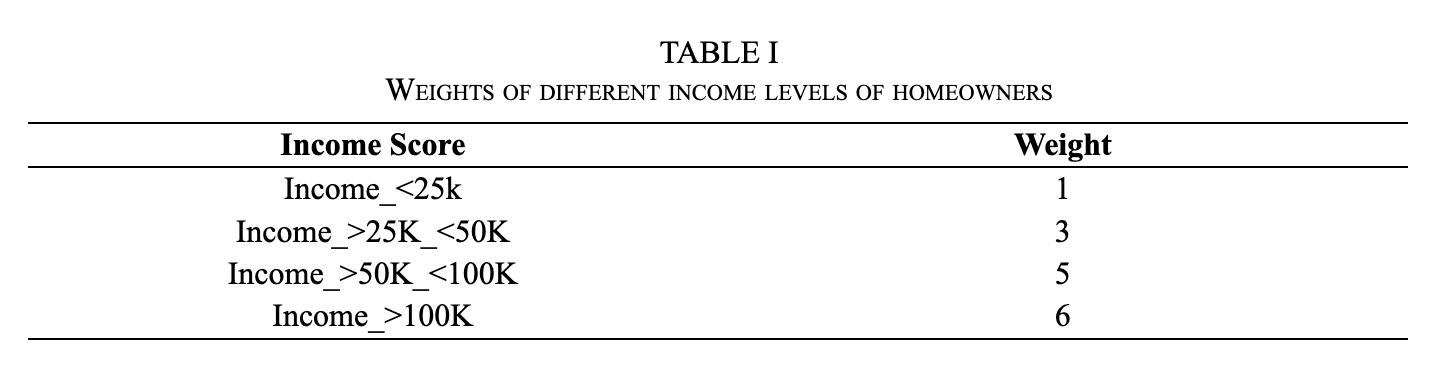 TABLE I
WEIGHTS OF DIFFERENT INCOME LEVELS OF HOMEOWNERS
Income Score Weight
Income_<25k 1
Income_>25K_<50K 3
Income_>50K_<100K 5
Income_>100K 6